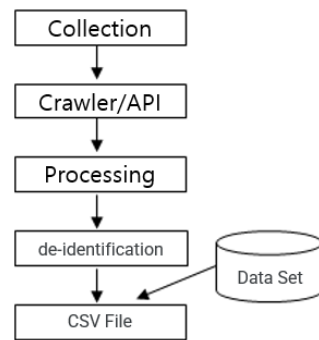 Collection
Crawler/API
Processing
de-identification
Data Set
CSV File